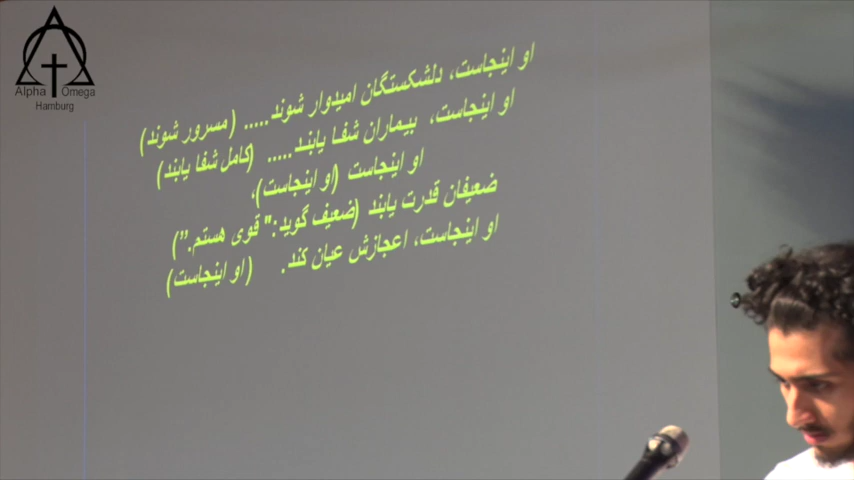 Alpha Omega
Hamburg
او اینجاست، دلشکستگان امیدوار شوند..... (مسرور شوند)
او اینجاست، بیماران شفا یابند..... (کامل شفا یابند)
او اینجاست (او اینجاست)،
ضعیفان قدرت یابند (ضعیف گوید:" قوی هستم.")
او اینجاست، اعجازش عیان کند. (او اینجاست)